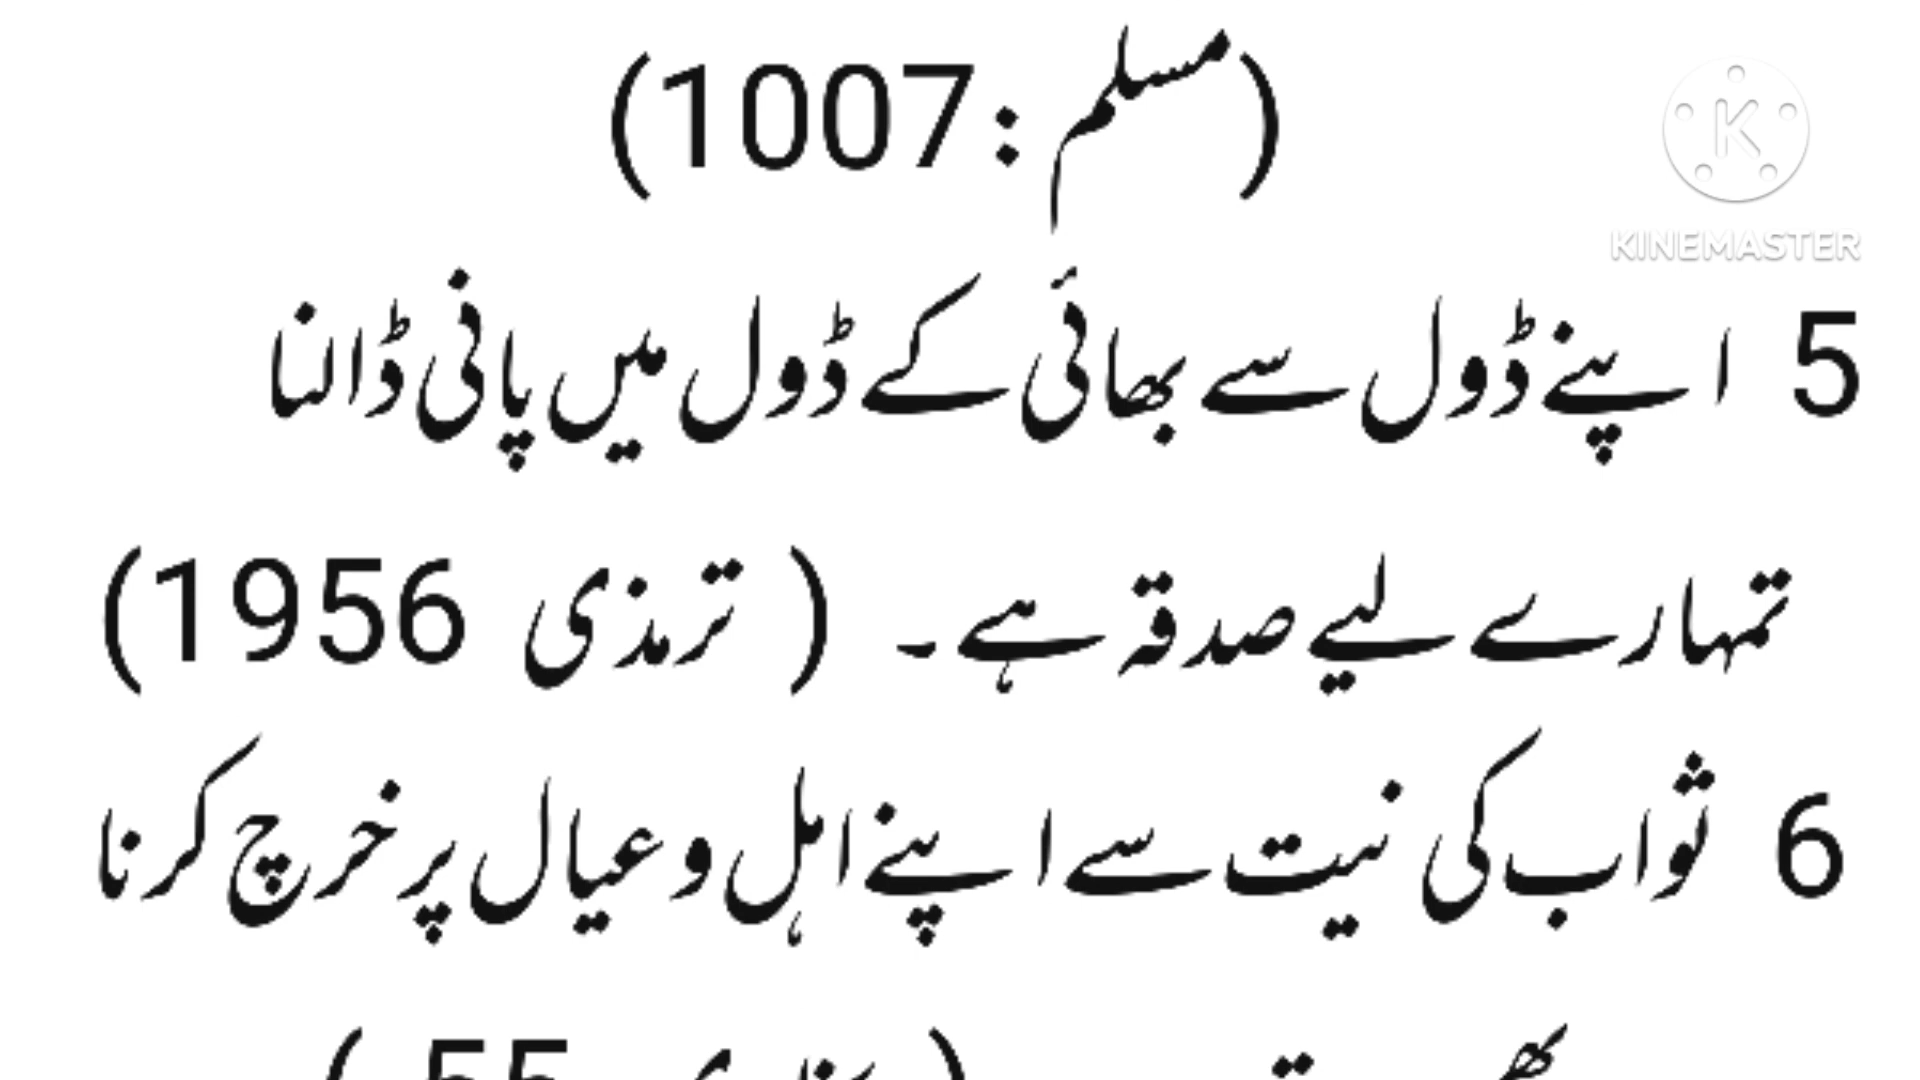 (مسلم :1007)
KINEMASTER
5 اپنے ڈول سے بھائی کے ڈول میں پانی ڈالنا
تمہارے لیے صدقہ ہے۔ ( ترمذی 1956)
6 ثواب کی نیت سے اپنے اہل و عیال پر خرچ کرنا
( 55 )